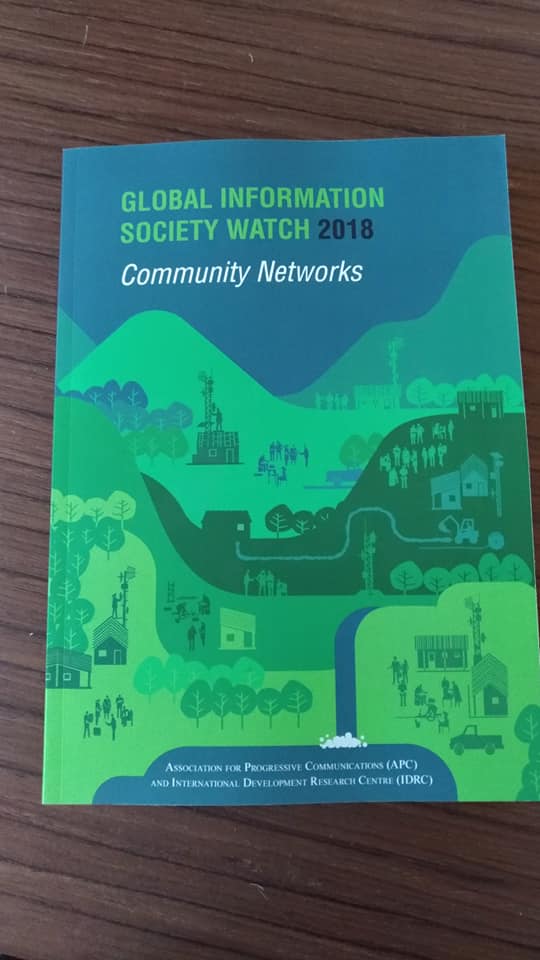 GLOBAL INFORMATION
SOCIETY WATCH 2018
Community Networks
ASSOCIATION FOR PROGRESSIVE COMMUNICATIONS (APC)
AND INTERNATIONAL DEVELOPMENT RESEARCH CENTRE (IDRC)